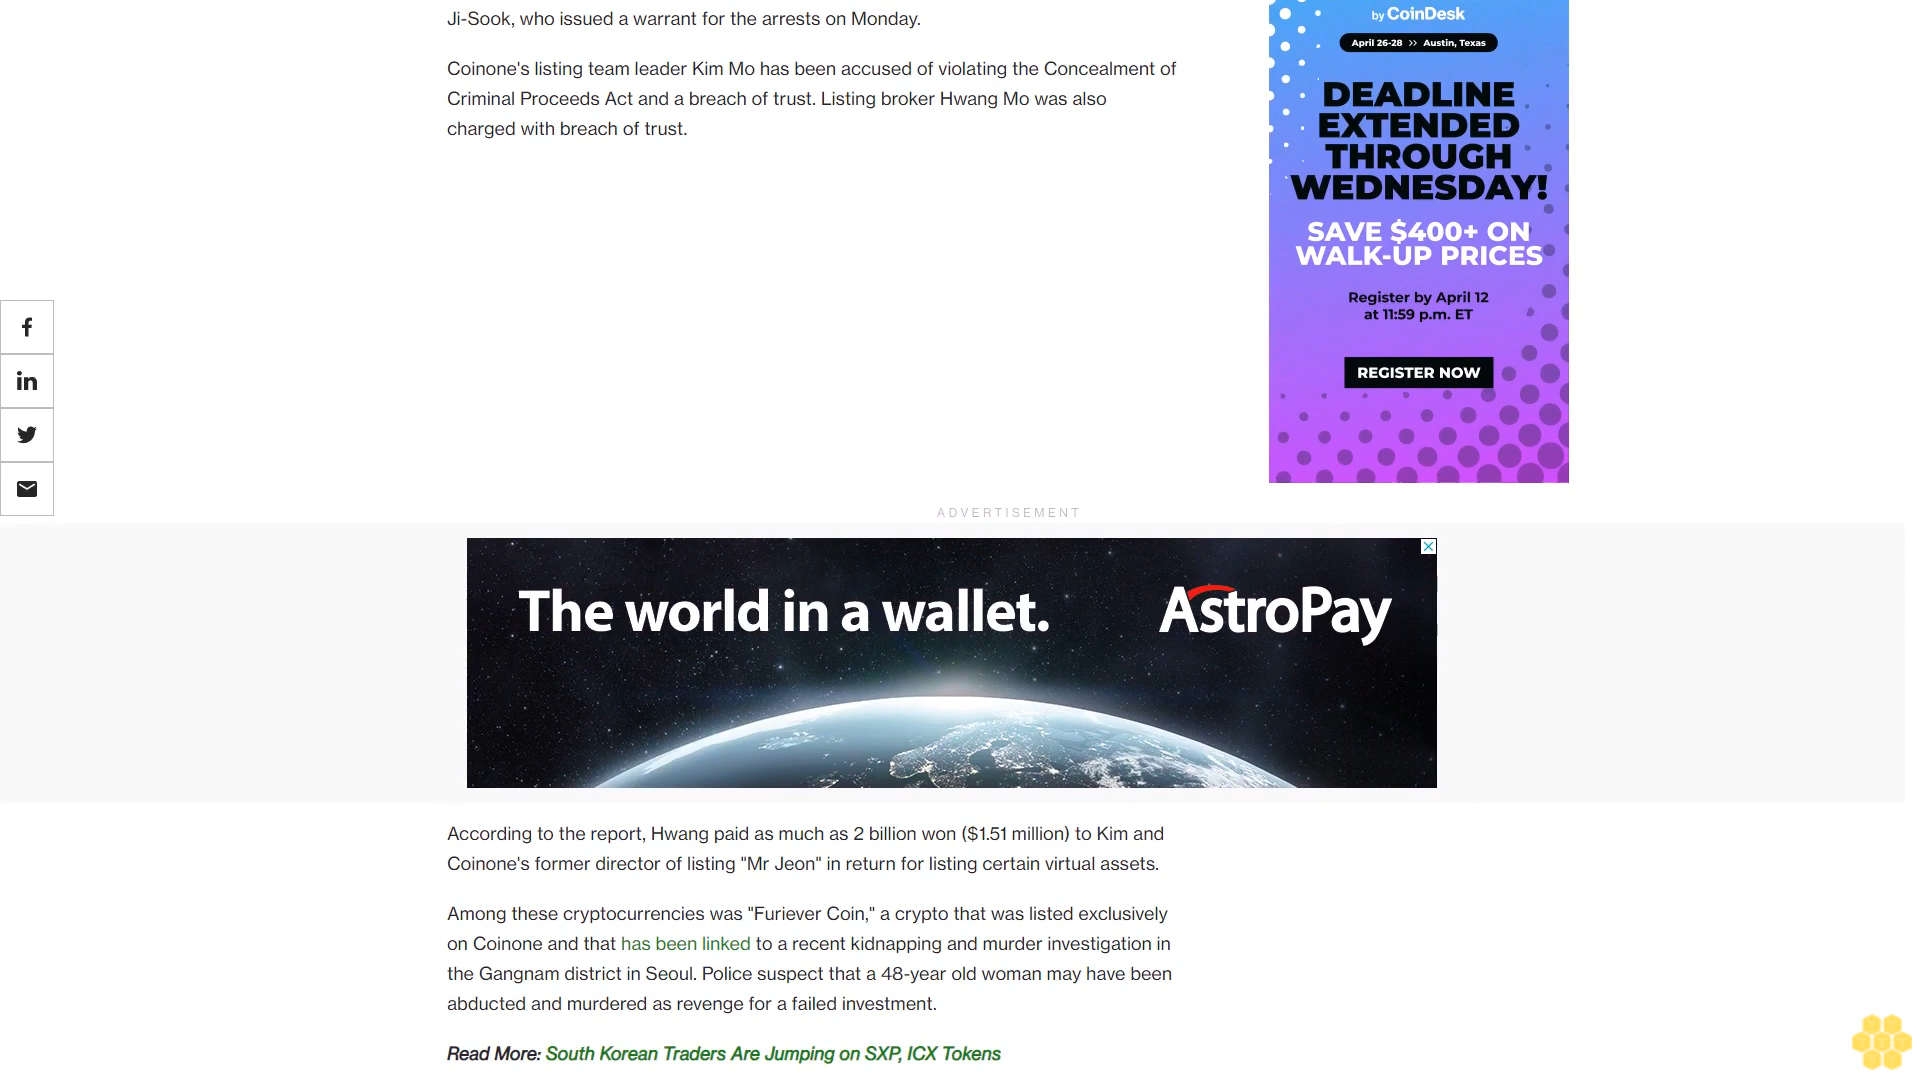 Ji-Sook, who issued a warrant for the arrests on Monday.
Coinone's listing team leader Kim Mo has been accused of violating the Concealment of
Criminal Proceeds Act and a breach of trust. Listing broker Hwang Mo was also
charged with breach of trust.
by CoinDesk
April 26-28 >> Austin, Texas
DEADLINE
EXTENDED
THROUGH
WEDNESDAY!
SAVE $400+ ON
WALK-UP PRICES
Register by April 12
at 11:59 p.m. ET
REGISTER NOW
ADVERTISEMENT
The world in a wallet.
AstroPay
According to the report, Hwang paid as much as 2 billion won ($1.51 million) to Kim and
Coinone's former director of listing "Mr Jeon" in return for listing certain virtual assets.
Among these cryptocurrencies was "Furiever Coin," a crypto that was listed exclusively
on Coinone and that has been linked to a recent kidnapping and murder investigation in
the Gangnam district in Seoul. Police suspect that a 48-year old woman may have been
abducted and murdered as revenge for a failed investment.
Read More: South Korean Traders Are Jumping on SXP, ICX Tokens